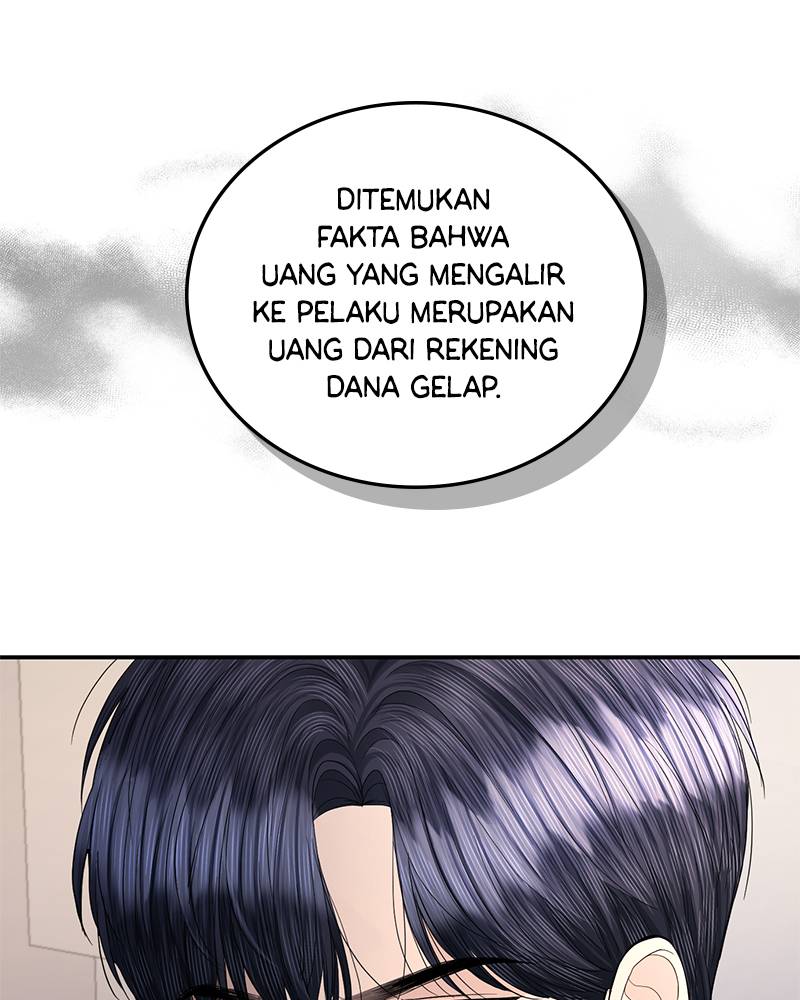 DITEMUKAN
FAKTA BAHWA
UANG YANG MENGALIR
KE PELAKU MERUPAKAN
UANG DARI REKENING
DANA GELAP.